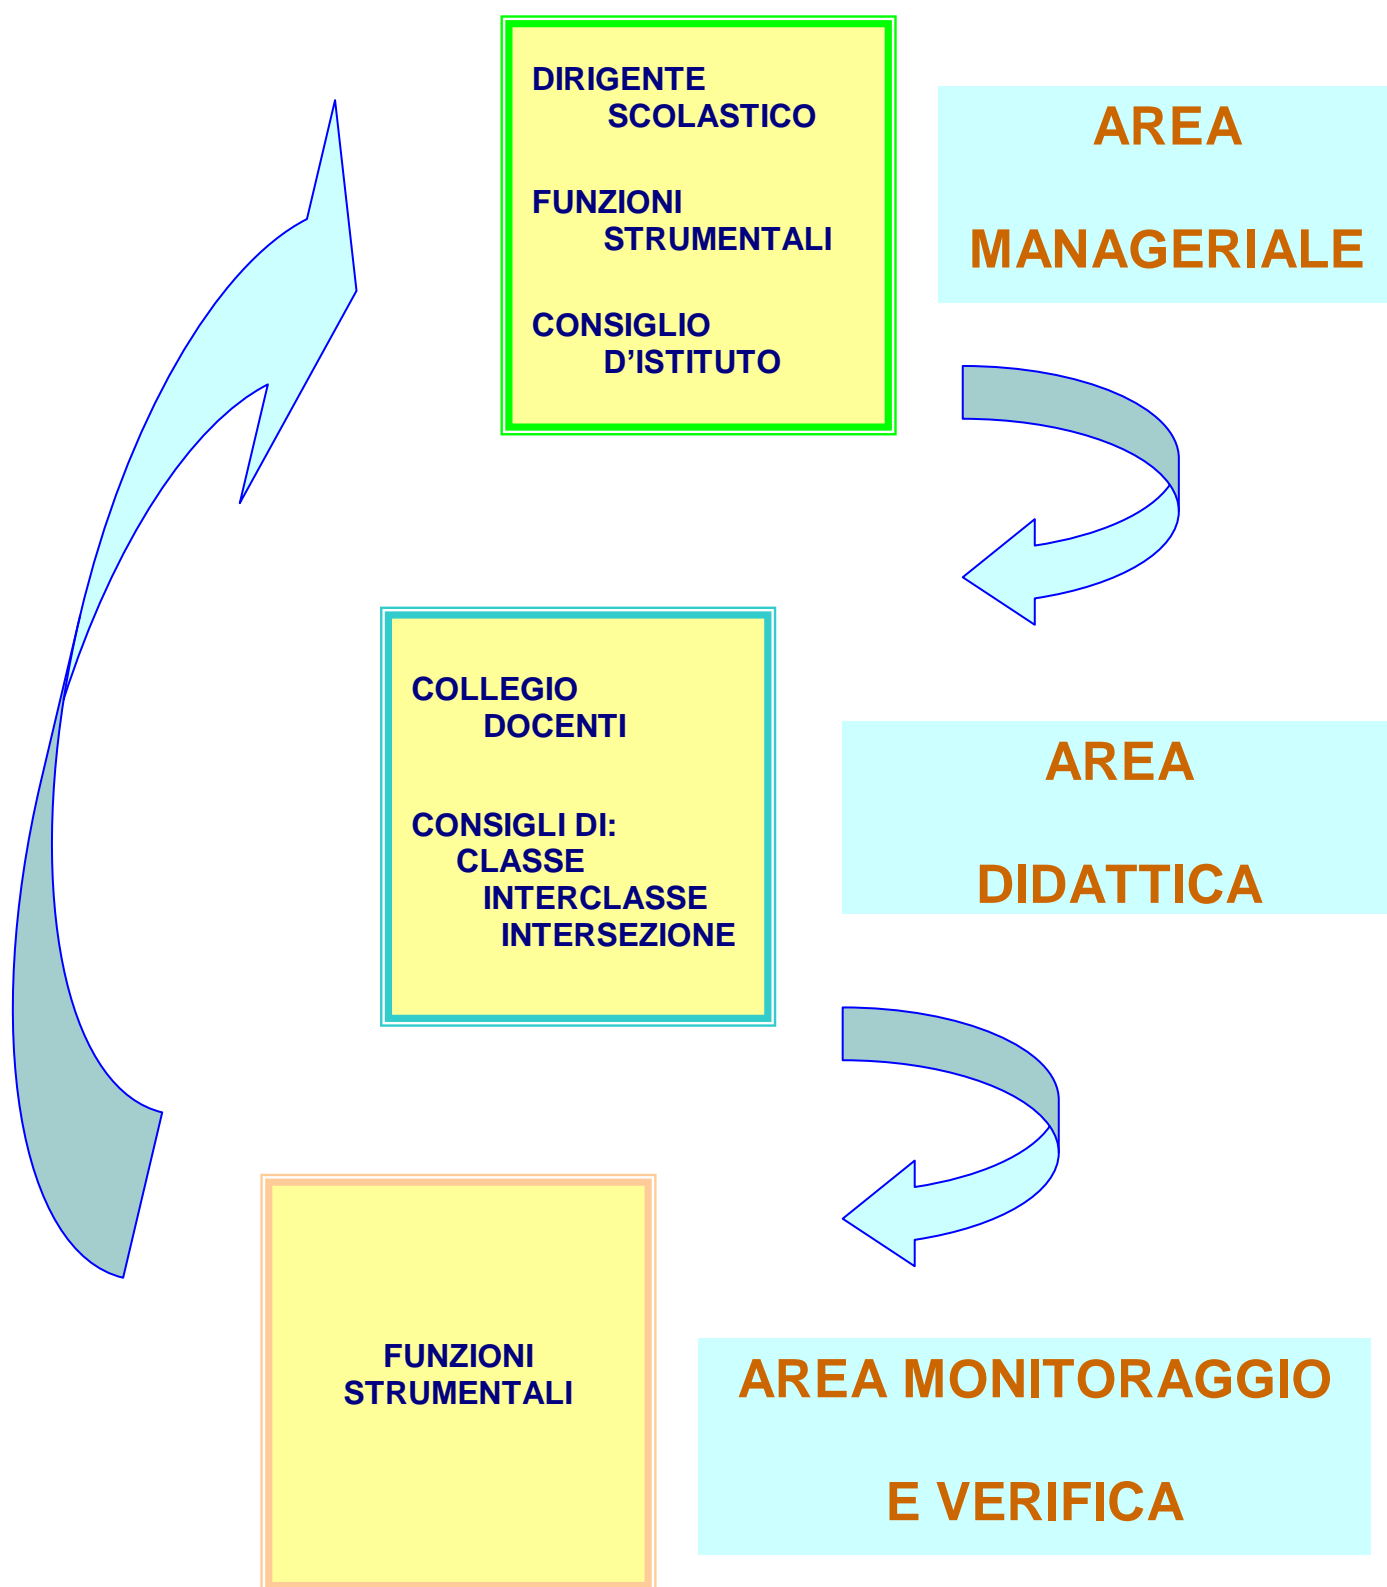 DIRIGENTE
SCOLASTICO
FUNZIONI
STRUMENTALI
CONSIGLIO
D’ISTITUTO
AREA
MANAGERIALE
COLLEGIO
DOCENTI
CONSIGLI DI:
CLASSE
INTERCLASSE
INTERSEZIONE
AREA
DIDATTICA
FUNZIONI
STRUMENTALI
AREA MONITORAGGIO
E VERIFICA